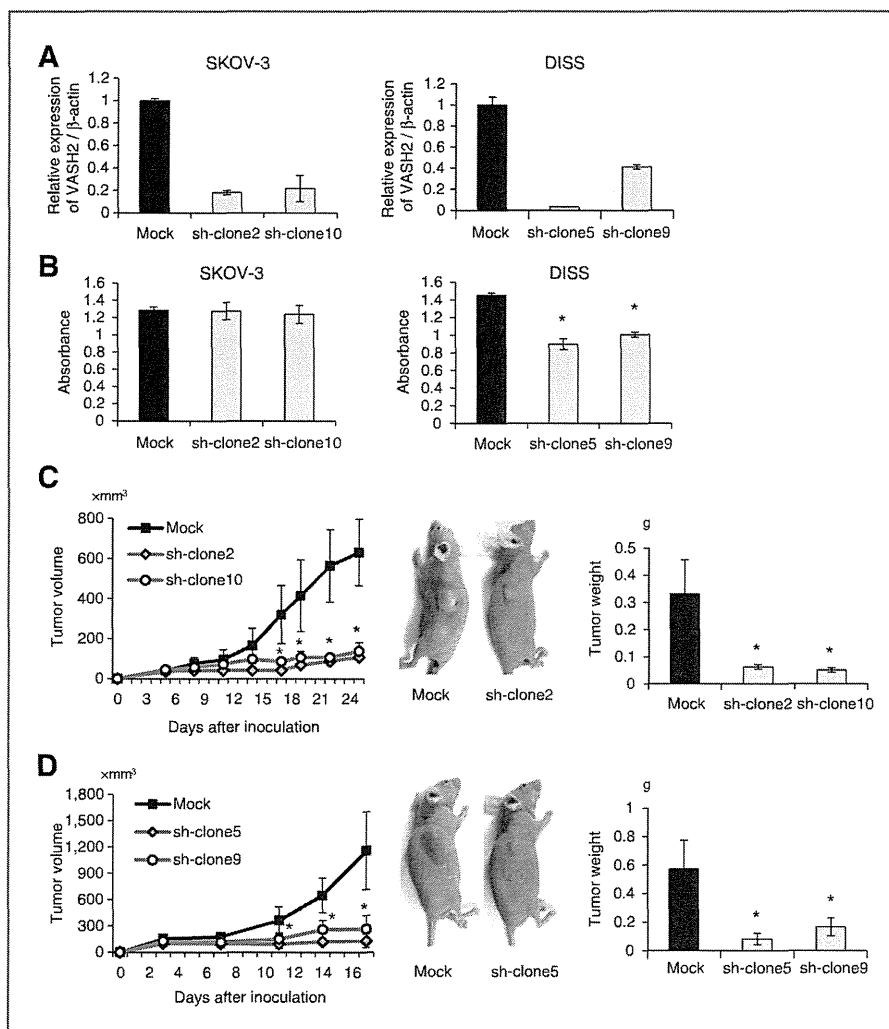 A
SKOV-3
DISS
Relative expression
of VASH2 / β-actin
1.2
1
0.8
0.6
0.4
0.2
0
Mock sh-clone2 sh-clone10
Relative expression
of VASH2 / β-actin
1.2
1
0.8
0.6
0.4
0.2
0
Mock sh-clone5 sh-clone9
B
SKOV-3
DISS
Absorbance
1.6
1.4
1.2
1
0.8
0.6
0.4
0.2
0
Mock sh-clone2 sh-clone10
Absorbance
1.6
1.4
1.2
1
0.8
0.6
0.4
0.2
0
* *
Mock sh-clone5 sh-clone9
C
×mm³
Tumor volume
800
600
400
200
0
Mock
sh-clone2
sh-clone10
* * * *
0 3 6 9 12 15 18 21 24
Days after inoculation
Mock sh-clone2
g
Tumor weight
0.5
0.4
0.3
0.2
0.1
0
* *
Mock sh-clone2 sh-clone10
D
×mm³
Tumor volume
1,800
1,500
1,200
900
600
300
0
Mock
sh-clone5
sh-clone9
* * *
0 2 4 6 8 10 12 14 16
Days after inoculation
Mock sh-clone5
g
Tumor weight
1
0.8
0.6
0.4
0.2
0
* *
Mock sh-clone5 sh-clone9